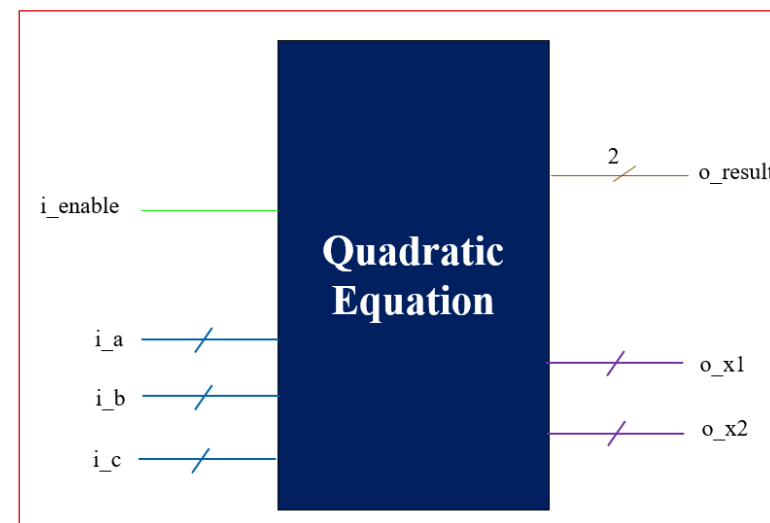 2
o_result
i_enable
Quadratic
Equation
i_a
o_x1
i_b
o_x2
i_c